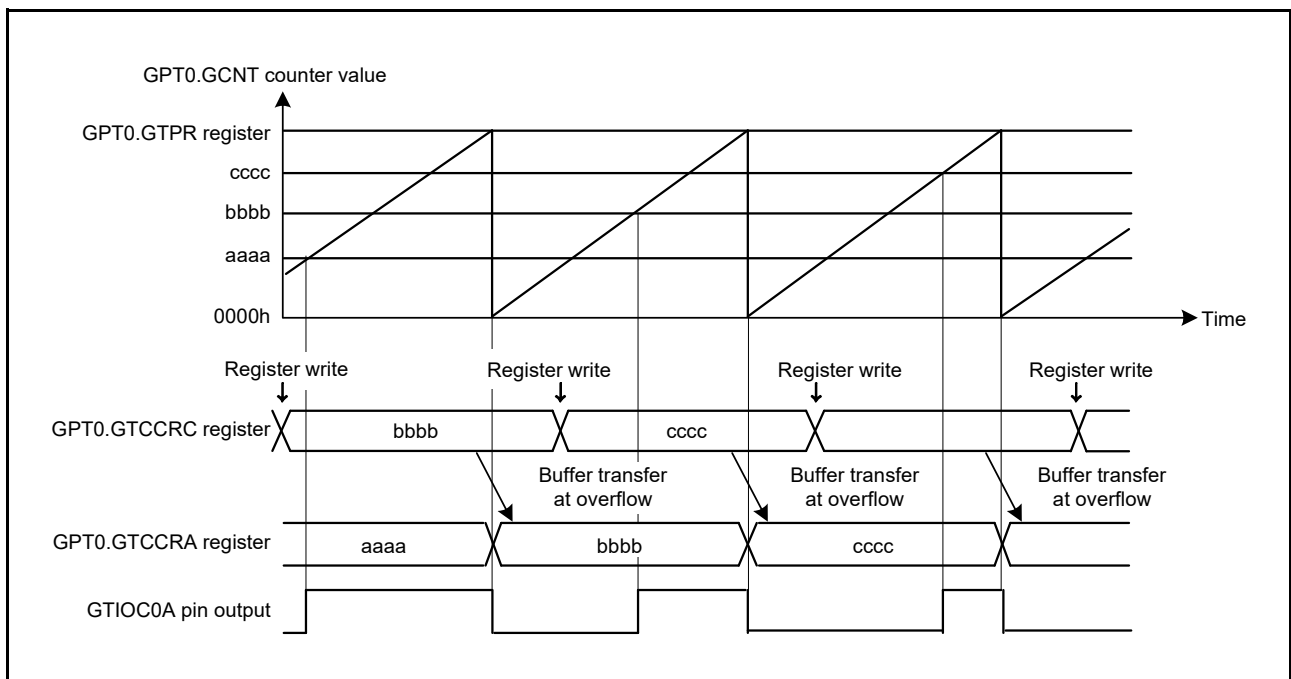 GPT0.GCNT counter value
GPT0.GTPR register
cccc
bbbb
aaaa
0000h
Time
Register write
Register write
Register write
Register write
GPT0.GTCCRC register
bbbb
cccc
Buffer transfer
at overflow
Buffer transfer
at overflow
Buffer transfer
at overflow
GPT0.GTCCRA register
aaaa
bbbb
cccc
GTIOC0A pin output